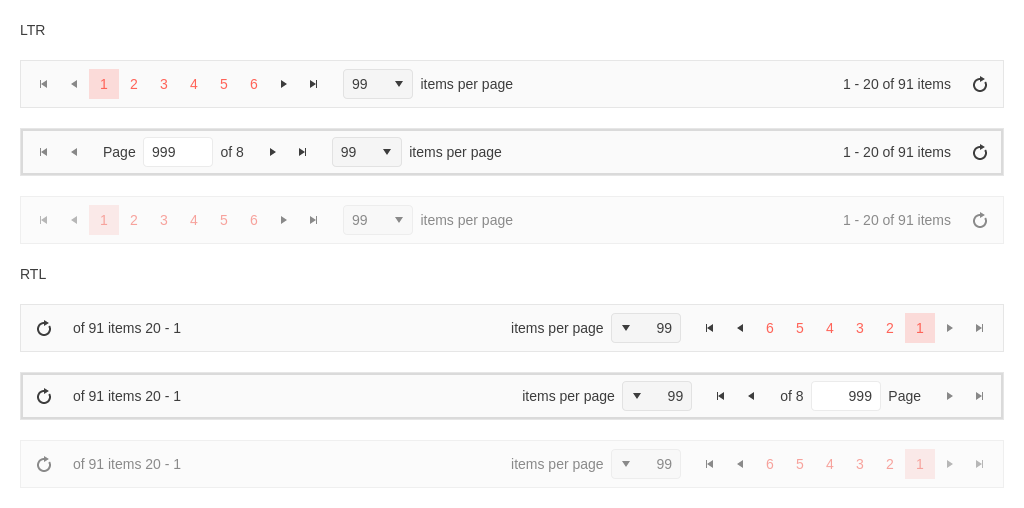 LTR
1 2 3 4 5 6 99 items per page 1 - 20 of 91 items
Page 999 of 8 99 items per page 1 - 20 of 91 items
1 2 3 4 5 6 99 items per page 1 - 20 of 91 items
RTL
of 91 items 20 - 1 items per page 99 6 5 4 3 2 1
of 91 items 20 - 1 items per page 99 of 8 999 Page
of 91 items 20 - 1 items per page 99 6 5 4 3 2 1